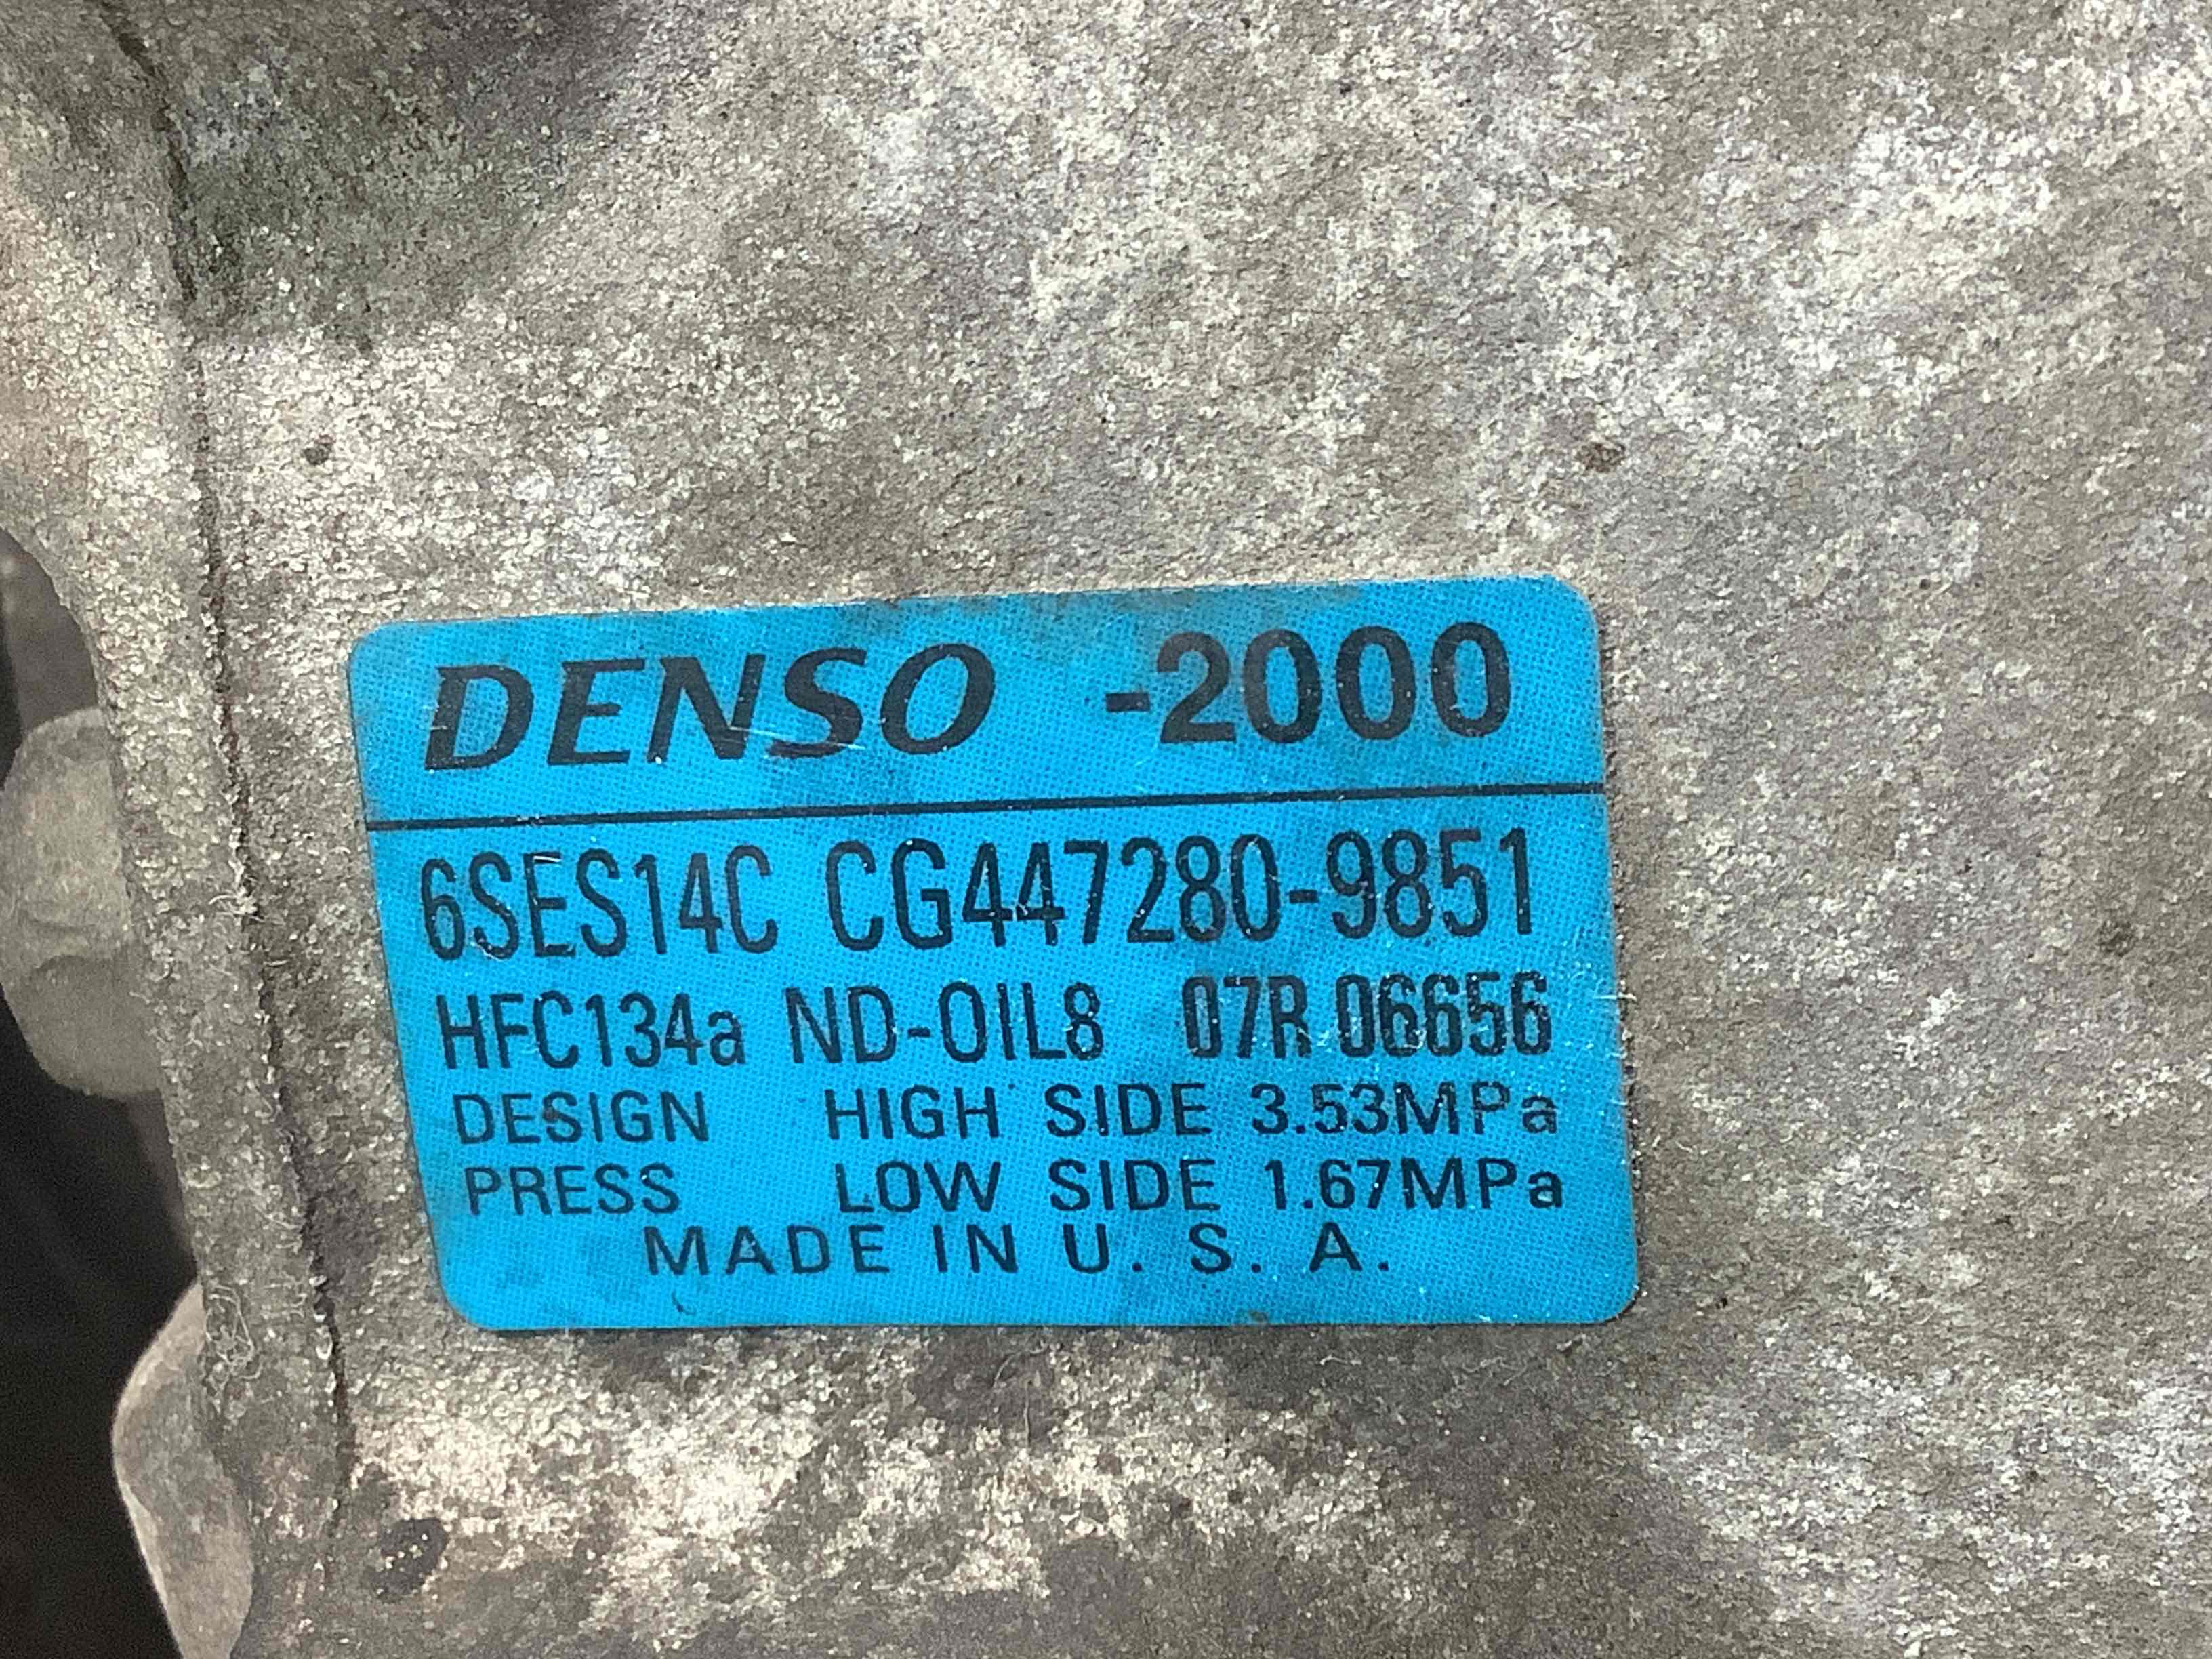 DENSO -2000
6SES14C CG447280-9851
HFC134a ND-OIL8 07R 06656
DESIGN HIGH SIDE 3.53MPa
PRESS LOW SIDE 1.67MPa
MADE IN U. S. A.